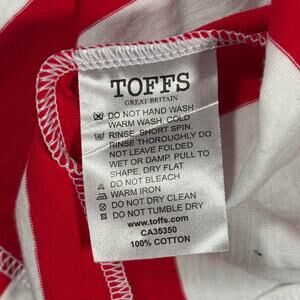 TOFFS
GREAT BRITAIN
DO NOT HAND WASH
WARM WASH, COLD
RINSE, SHORT SPIN
RINSE THOROUGHLY DO
NOT LEAVE FOLDED
WET OR DAMP, PULL TO
SHAPE, DRY FLAT
DO NOT BLEACH
WARM IRON
DO NOT DRY CLEAN
DO NOT TUMBLE DRY
www.toffs.com
CA35350
100% COTTON